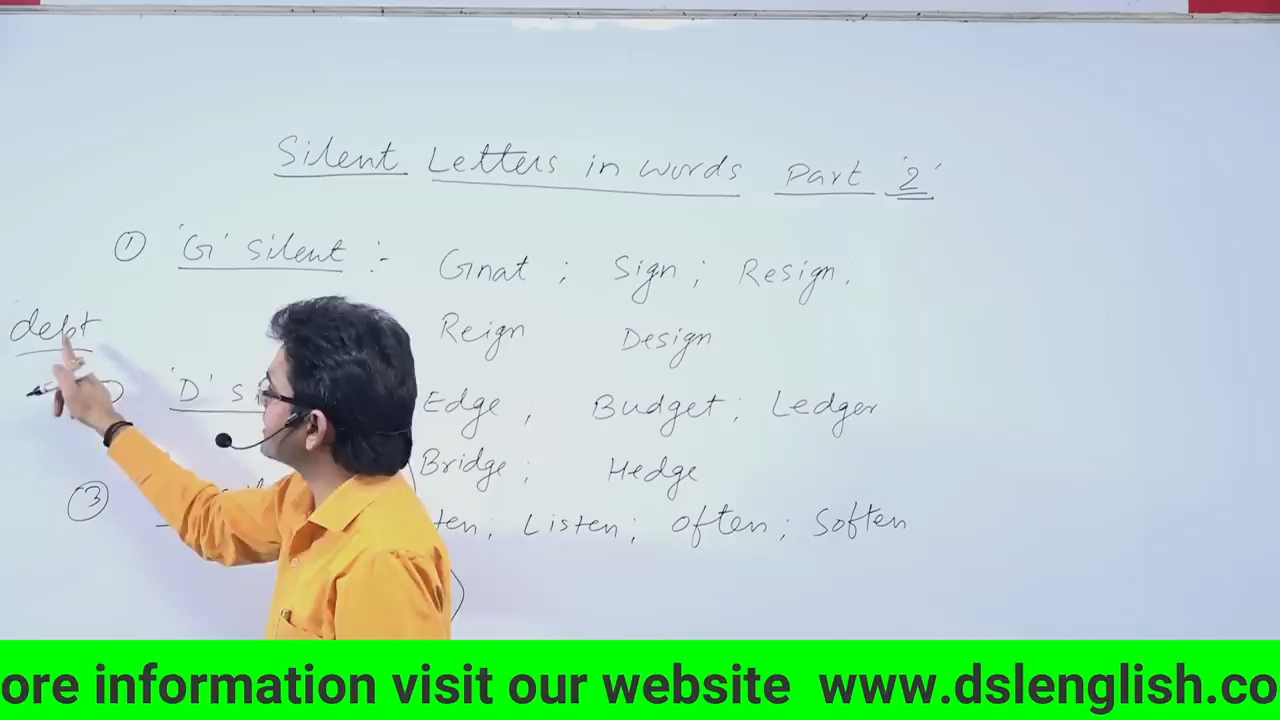 Silent Letters in words Part '2'
① 'G' Silent :- Gnat ; Sign ; Resign.
debt Reign Design
'D' Edge ; Budget ; Ledger
Bridge ; Hedge
③ ten ; Listen ; often ; Soften
ore information visit our website www.dslenglish.co